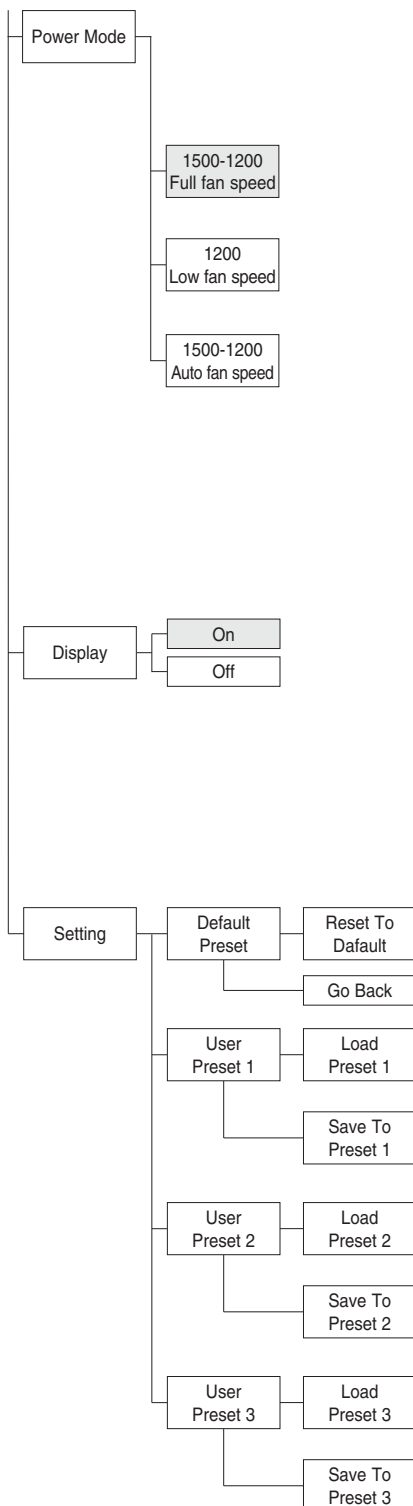 Power Mode
1500-1200
Full fan speed
1200
Low fan speed
1500-1200
Auto fan speed
Display
On
Off
Setting
Default
Preset
Reset To
Dafault
Go Back
User
Preset 1
Load
Preset 1
Save To
Preset 1
User
Preset 2
Load
Preset 2
Save To
Preset 2
User
Preset 3
Load
Preset 3
Save To
Preset 3